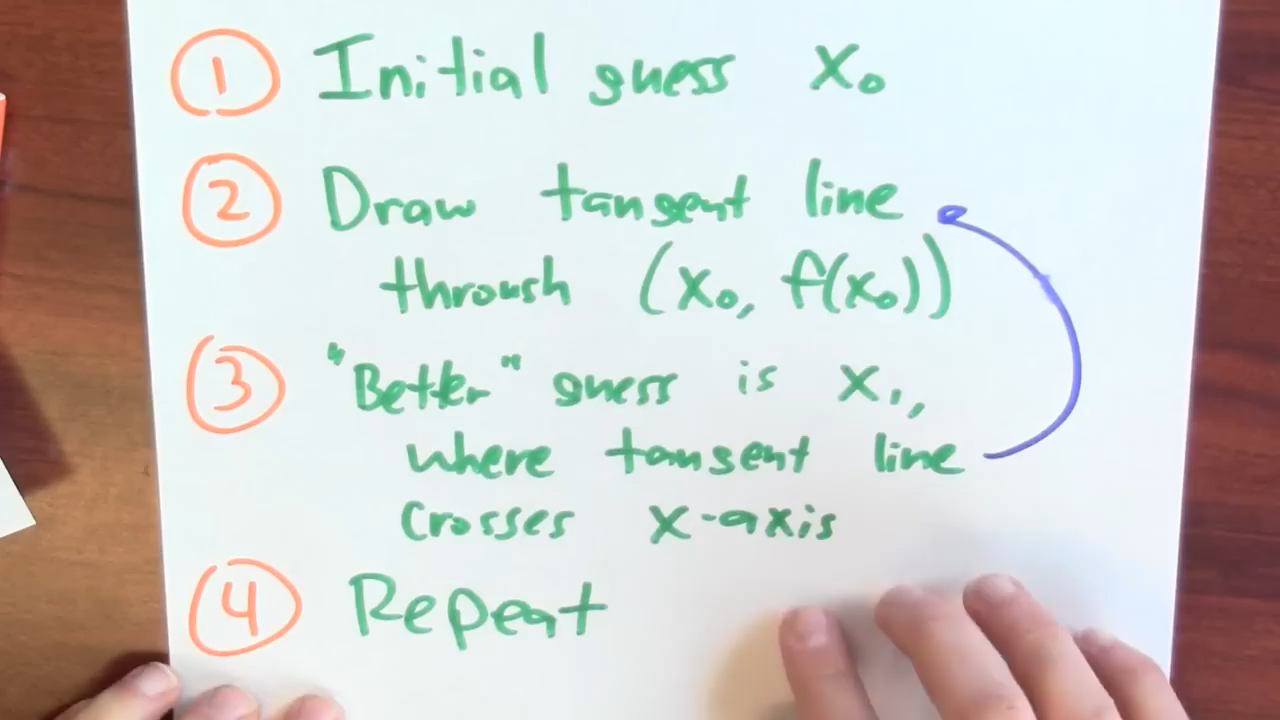 1 Initial guess x₀
2 Draw tangent line
through (x₀, f(x₀))
3 "Better" guess is x₁,
where tangent line
crosses x-axis
4 Repeat